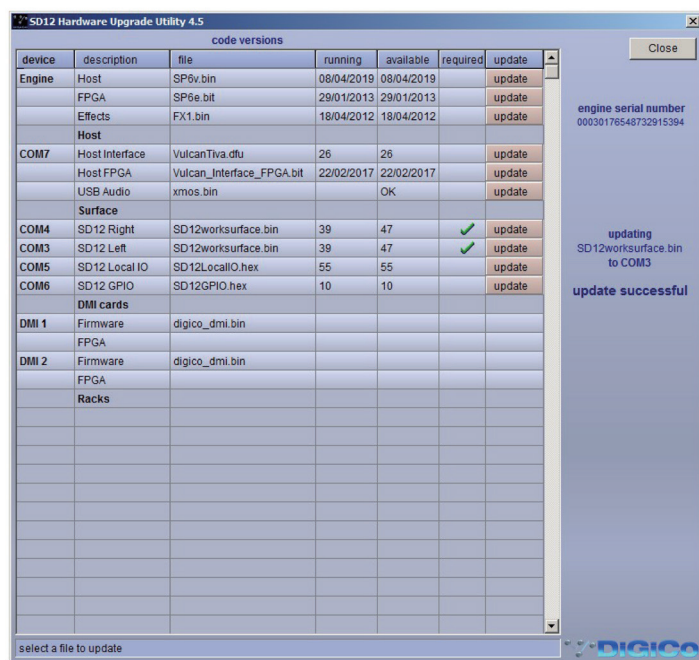 SD12 Hardware Upgrade Utility 4.5
code versions
device description file running available required update
Engine Host SP6v.bin 08/04/2019 08/04/2019 update
FPGA SP6e.bit 29/01/2013 29/01/2013 update
Effects FX1.bin 18/04/2012 18/04/2012 update
Host
COM7 Host Interface VulcanTiva.dfu 26 26 update
Host FPGA Vulcan_Interface_FPGA.bit 22/02/2017 22/02/2017 update
USB Audio xmos.bin OK update
Surface
COM4 SD12 Right SD12worksurface.bin 39 47 update
COM3 SD12 Left SD12worksurface.bin 39 47 update
COM5 SD12 Local IO SD12LocalIO.hex 55 55 update
COM6 SD12 GPIO SD12GPIO.hex 10 10 update
DMI cards
DMI 1 Firmware digico_dmi.bin
FPGA
DMI 2 Firmware digico_dmi.bin
FPGA
Racks
select a file to update
Close
engine serial number
00030176548732915394
updating
SD12worksurface.bin
to COM3
update successful
DiGiCo